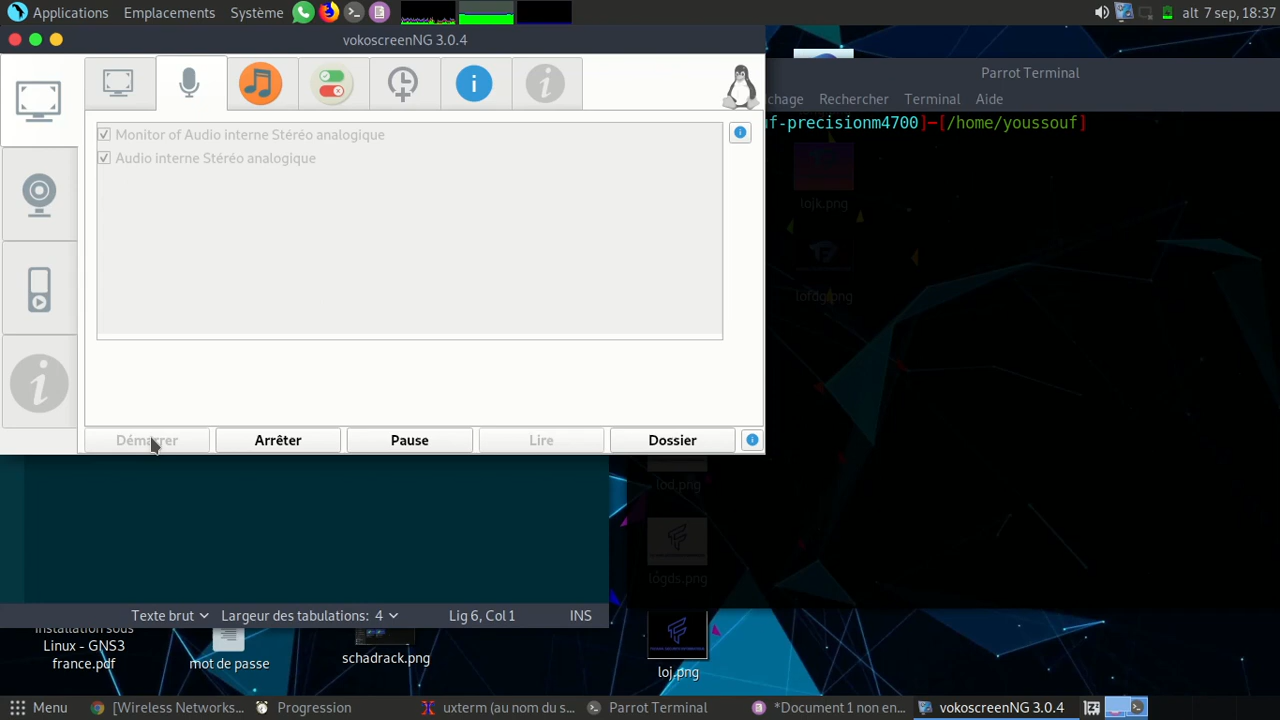 Applications Emplacements Système alt 7 sep, 18:37
vokoscreenNG 3.0.4
Parrot Terminal
chage Rechercher Terminal Aide
uf-precisionm4700]─[/home/youssouf]
Monitor of Audio interne Stéréo analogique
Audio interne Stéréo analogique
lojk.png
lofdg.png
Démarrer Arrêter Pause Lire Dossier
lod.png
logds.png
Texte brut Largeur des tabulations: 4 Lig 6, Col 1 INS
Installation sous
Linux - GNS3
france.pdf
mot de passe
schadrack.png
loj.png
Menu [Wireless Networks... Progression uxterm (au nom du s... Parrot Terminal *Document 1 non en... vokoscreenNG 3.0.4